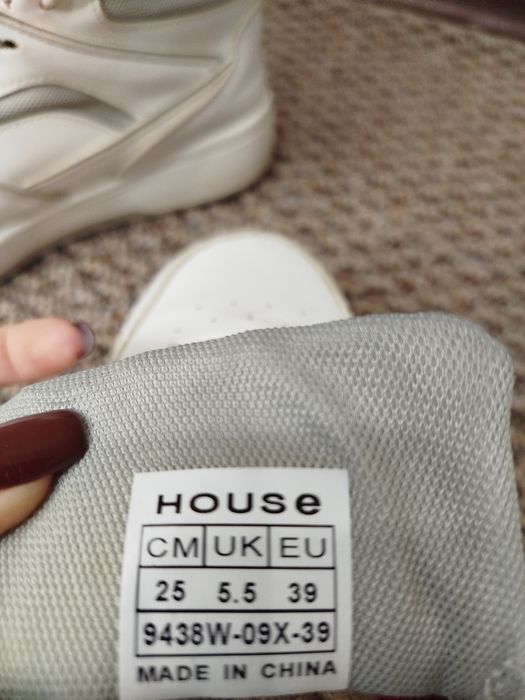 HOUSe
CM UK EU
25 5.5 39
9438W-09X-39
MADE IN CHINA